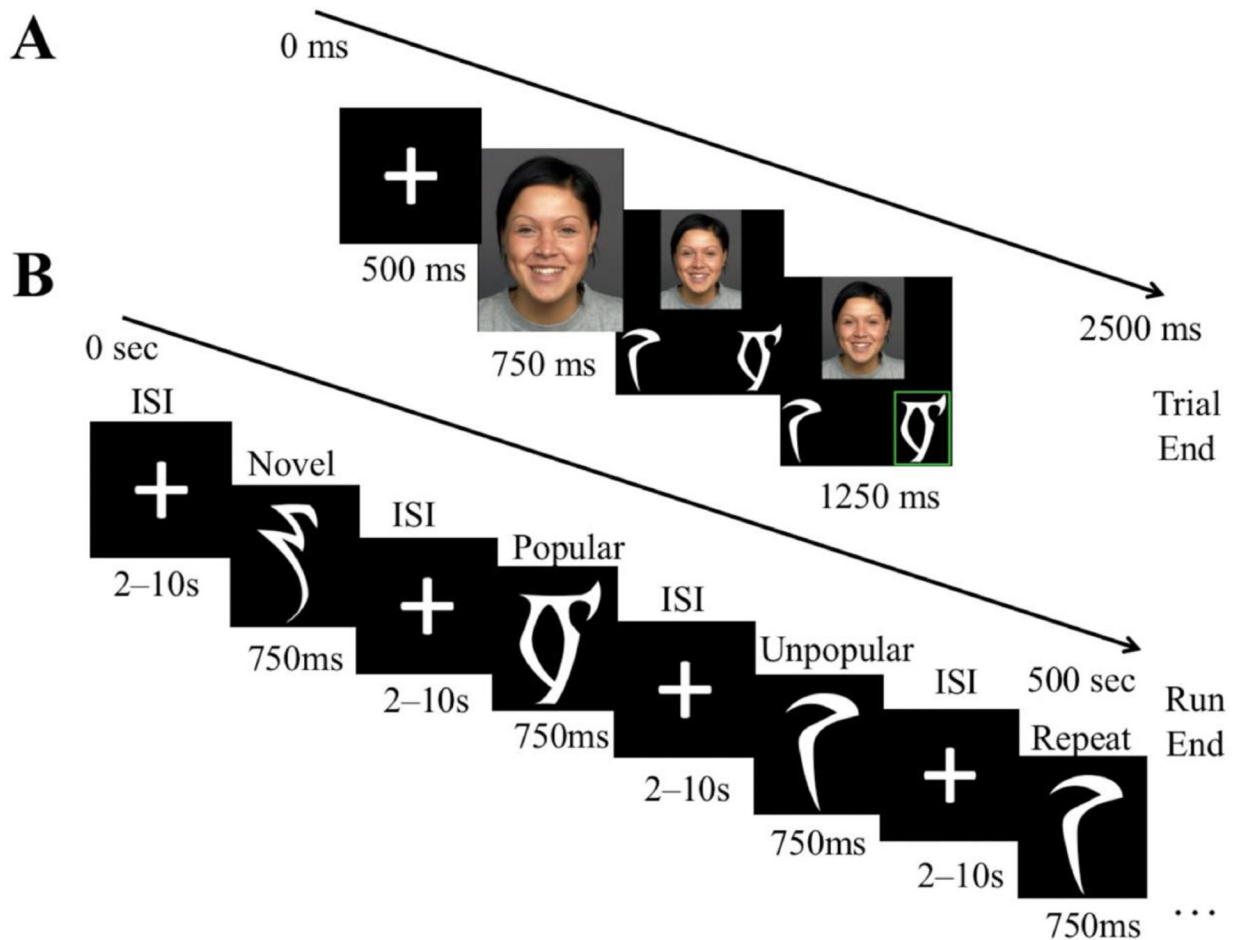 A
0 ms
500 ms
750 ms
1250 ms
2500 ms
Trial
End
B
0 sec
ISI
2–10s
Novel
750ms
ISI
2–10s
Popular
750ms
ISI
2–10s
Unpopular
750ms
ISI
2–10s
500 sec
Repeat
750ms
Run
End
...